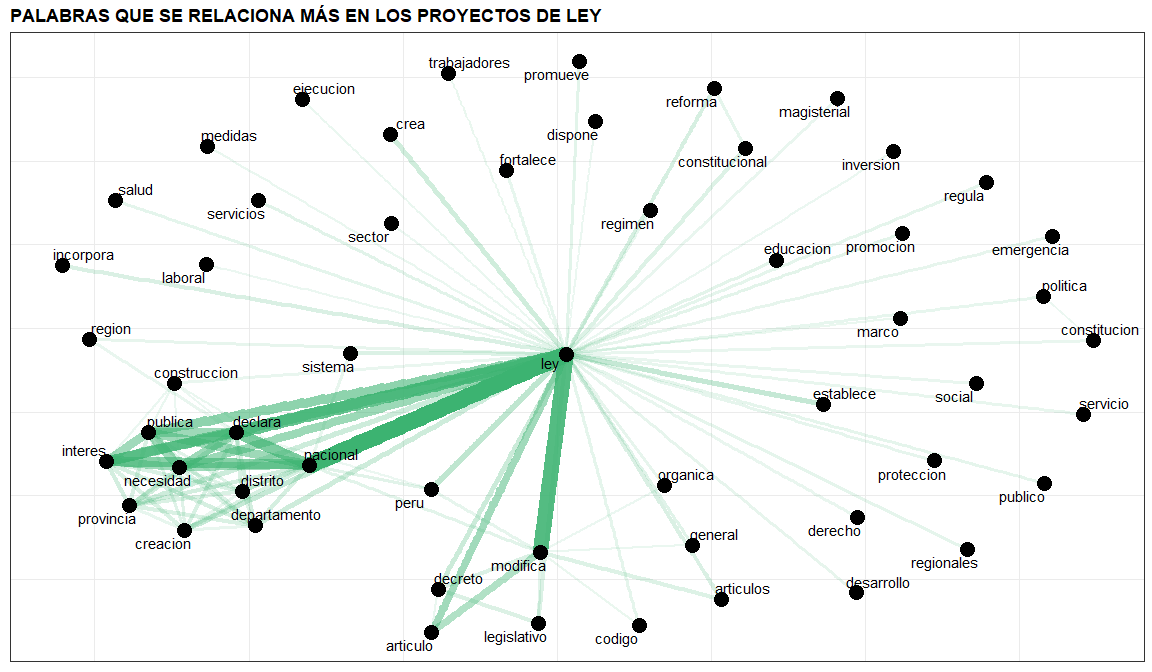 PALABRAS QUE SE RELACIONA MÁS EN LOS PROYECTOS DE LEY
trabajadores
promueve
ejecucion
reforma
magisterial
crea
dispone
medidas
fortalece
constitucional
inversion
salud
servicios
regimen
regula
sector
incorpora
laboral
educacion
promocion
emergencia
politica
region
marco
constitucion
sistema
ley
construccion
establece
social
servicio
publica
declara
interes
nacional
necesidad
distrito
organica
proteccion
peru
publico
provincia
departamento
creacion
general
derecho
modifica
regionales
decreto
articulos
desarrollo
articulo
legislativo
codigo